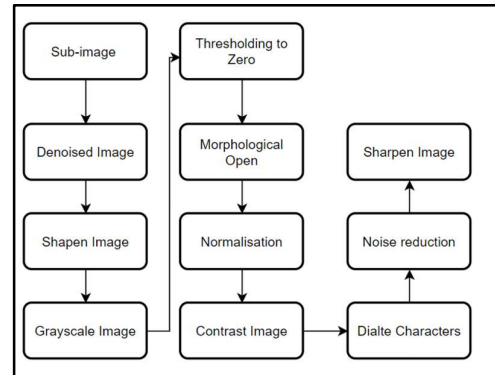 Sub-image
Denoised Image
Shapen Image
Grayscale Image
Thresholding to
Zero
Morphological
Open
Normalisation
Contrast Image
Dialte Characters
Noise reduction
Sharpen Image